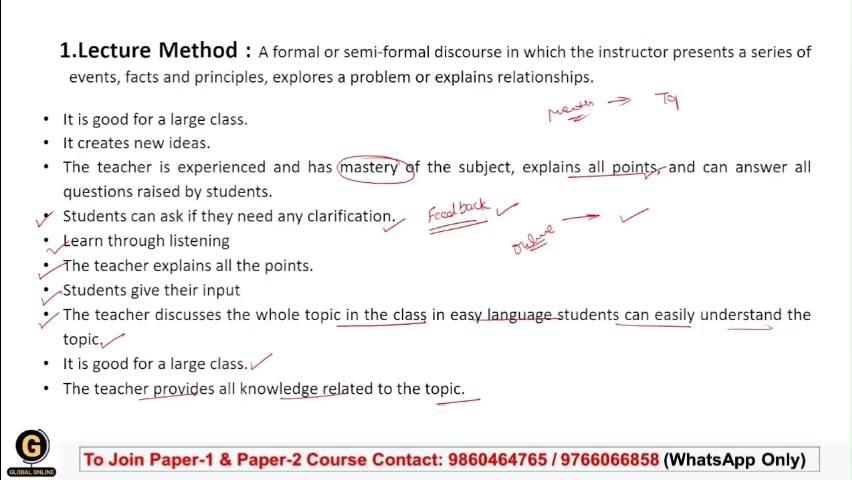 1.Lecture Method : A formal or semi-formal discourse in which the instructor presents a series of
events, facts and principles, explores a problem or explains relationships.
• It is good for a large class.
• It creates new ideas.
• The teacher is experienced and has mastery of the subject, explains all points, and can answer all
questions raised by students.
• Students can ask if they need any clarification.
Feedback
• Learn through listening
online
• The teacher explains all the points.
• Students give their input
• The teacher discusses the whole topic in the class in easy language students can easily understand the
topic.
• It is good for a large class.
• The teacher provides all knowledge related to the topic.
G
GLOBAL ONLINE
To Join Paper-1 & Paper-2 Course Contact: 9860464765 / 9766066858 (WhatsApp Only)